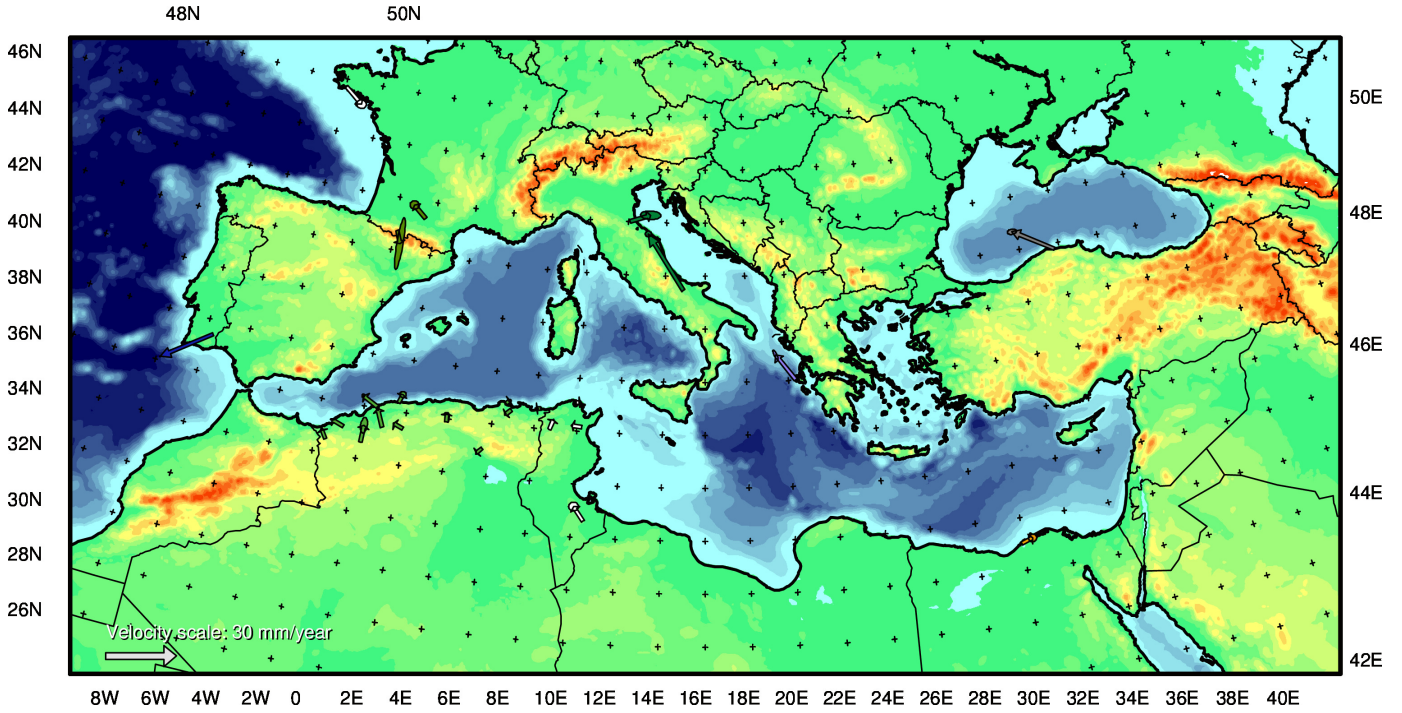 48N 50N
46N
44N
42N
40N
38N
36N
34N
32N
30N
28N
26N
50E
48E
46E
44E
42E
Velocity scale: 30 mm/year
8W 6W 4W 2W 0 2E 4E 6E 8E 10E 12E 14E 16E 18E 20E 22E 24E 26E 28E 30E 32E 34E 36E 38E 40E